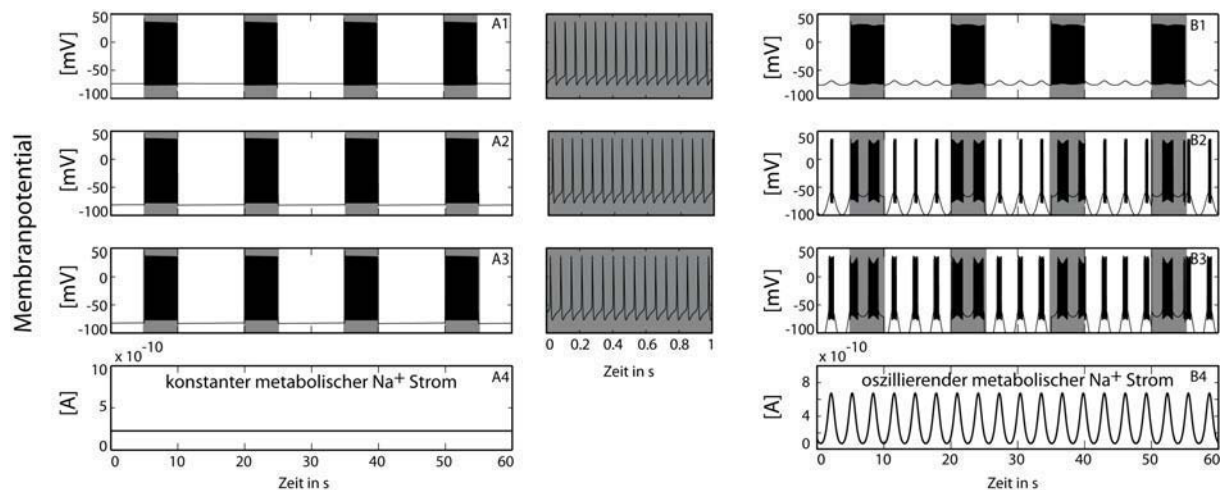 50
0
-50
-100
[mV]
A1
50
0
-50
-100
[mV]
B1
50
0
-50
-100
[mV]
A2
50
0
-50
-100
[mV]
B2
Membranpotential
50
0
-50
-100
[mV]
A3
0 0.2 0.4 0.6 0.8 1
Zeit in s
50
0
-50
-100
[mV]
B3
x 10-10
10
5
0
[A]
konstanter metabolischer Na+ Strom
A4
0 10 20 30 40 50 60
Zeit in s
x 10-10
8
4
0
[A]
oszillierender metabolischer Na+ Strom
B4
0 10 20 30 40 50 60
Zeit in s